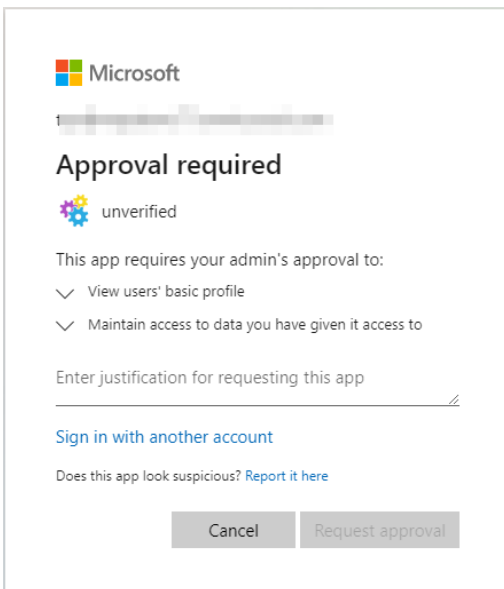 Microsoft
Approval required
unverified
This app requires your admin's approval to:
View users' basic profile
Maintain access to data you have given it access to
Enter justification for requesting this app
Sign in with another account
Does this app look suspicious? Report it here
Cancel
Request approval